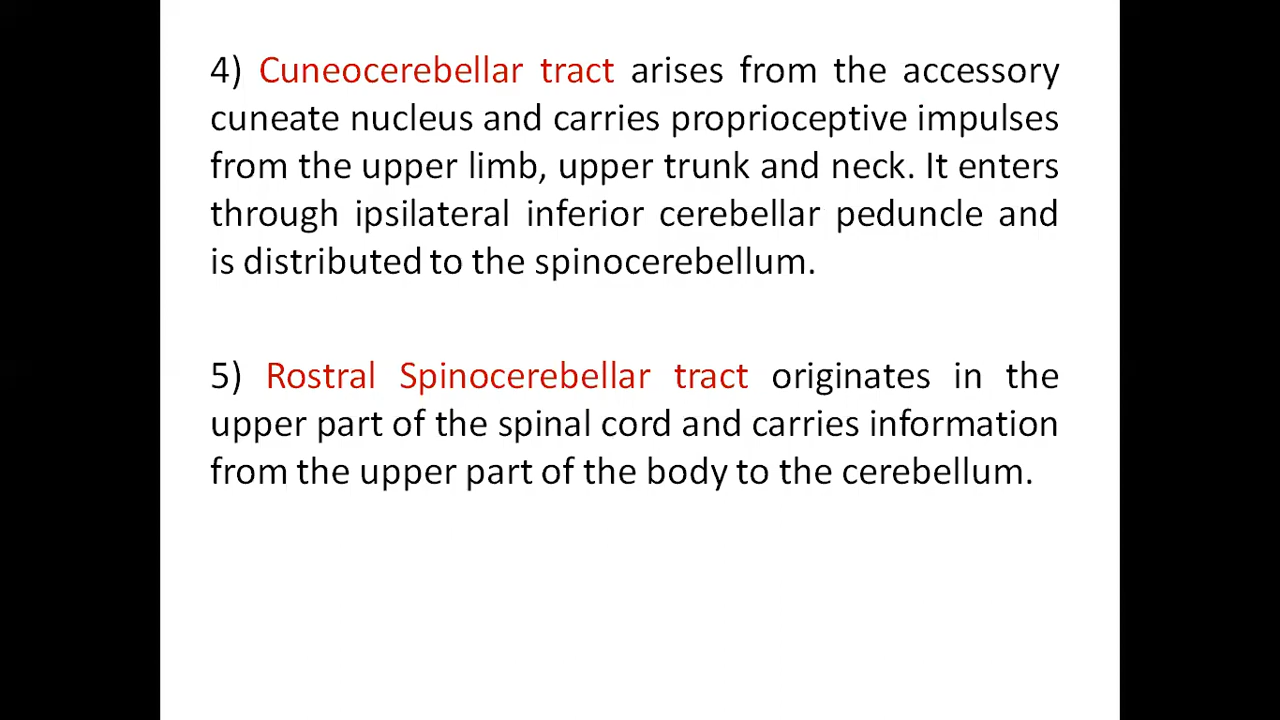 4) Cuneocerebellar tract arises from the accessory
cuneate nucleus and carries proprioceptive impulses
from the upper limb, upper trunk and neck. It enters
through ipsilateral inferior cerebellar peduncle and
is distributed to the spinocerebellum.
5) Rostral Spinocerebellar tract originates in the
upper part of the spinal cord and carries information
from the upper part of the body to the cerebellum.